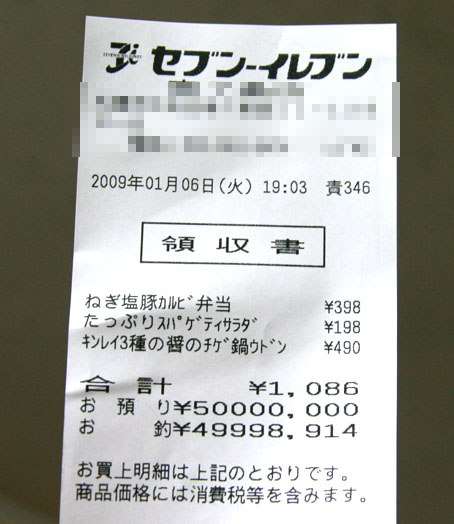 セブン-イレブン
2009年01月06日(火) 19:03 責346
領収書
ねぎ塩豚ｶﾙﾋﾞ弁当 ¥398
たっぷりｽﾊﾟｹﾞﾃｨｻﾗﾀﾞ ¥198
ｷﾝﾚｲ3種の醤のﾁｹﾞ鍋ｳﾄﾞﾝ ¥490
合計 ¥1,086
お預り¥50000,000
お釣¥49998,914
お買上明細は上記のとおりです。
商品価格には消費税等を含みます。